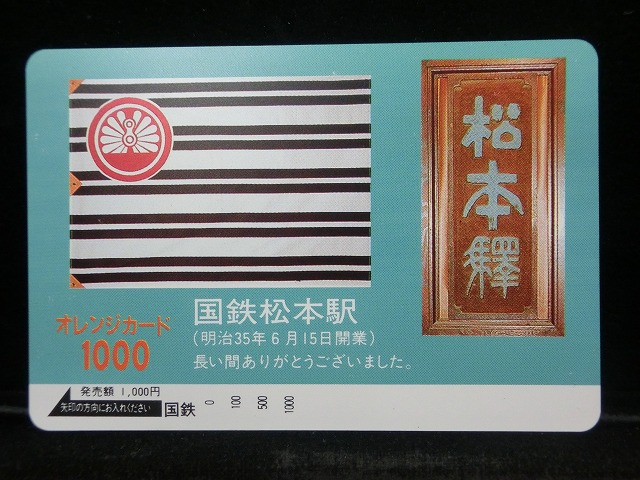 松本驛
国鉄松本駅
(明治35年6月15日開業)
長い間ありがとうございました。
オレンジカード
1000
発売額 1,000円
矢印の方向にお入れください 国鉄 0 100 500 1000